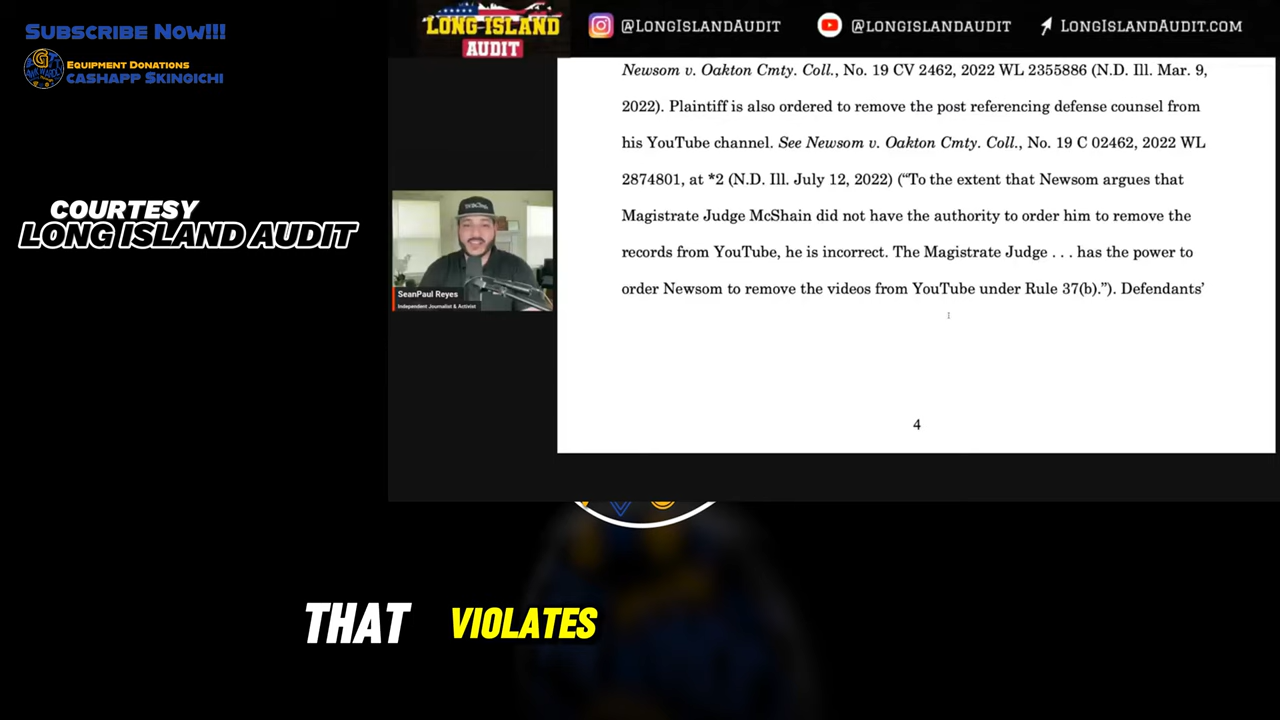 Subscribe Now!!!
Equipment Donations
CASHAPP SKINOICHI
COURTESY
LONG ISLAND AUDIT
LONG ISLAND
AUDIT
@LongIslandAudit
@longislandaudit
LongIslandAudit.com
Newsom v. Oakton Cmty. Coll., No. 19 CV 2462, 2022 WL 2355886 (N.D. Ill. Mar. 9,
2022). Plaintiff is also ordered to remove the post referencing defense counsel from
his YouTube channel. See Newsom v. Oakton Cmty. Coll., No. 19 C 02462, 2022 WL
2874801, at *2 (N.D. Ill. July 12, 2022) (“To the extent that Newsom argues that
Magistrate Judge McShain did not have the authority to order him to remove the
records from YouTube, he is incorrect. The Magistrate Judge . . . has the power to
order Newsom to remove the videos from YouTube under Rule 37(b).”). Defendants’
4
SeanPaul Reyes
Independent Journalist & Activist
THAT VIOLATES